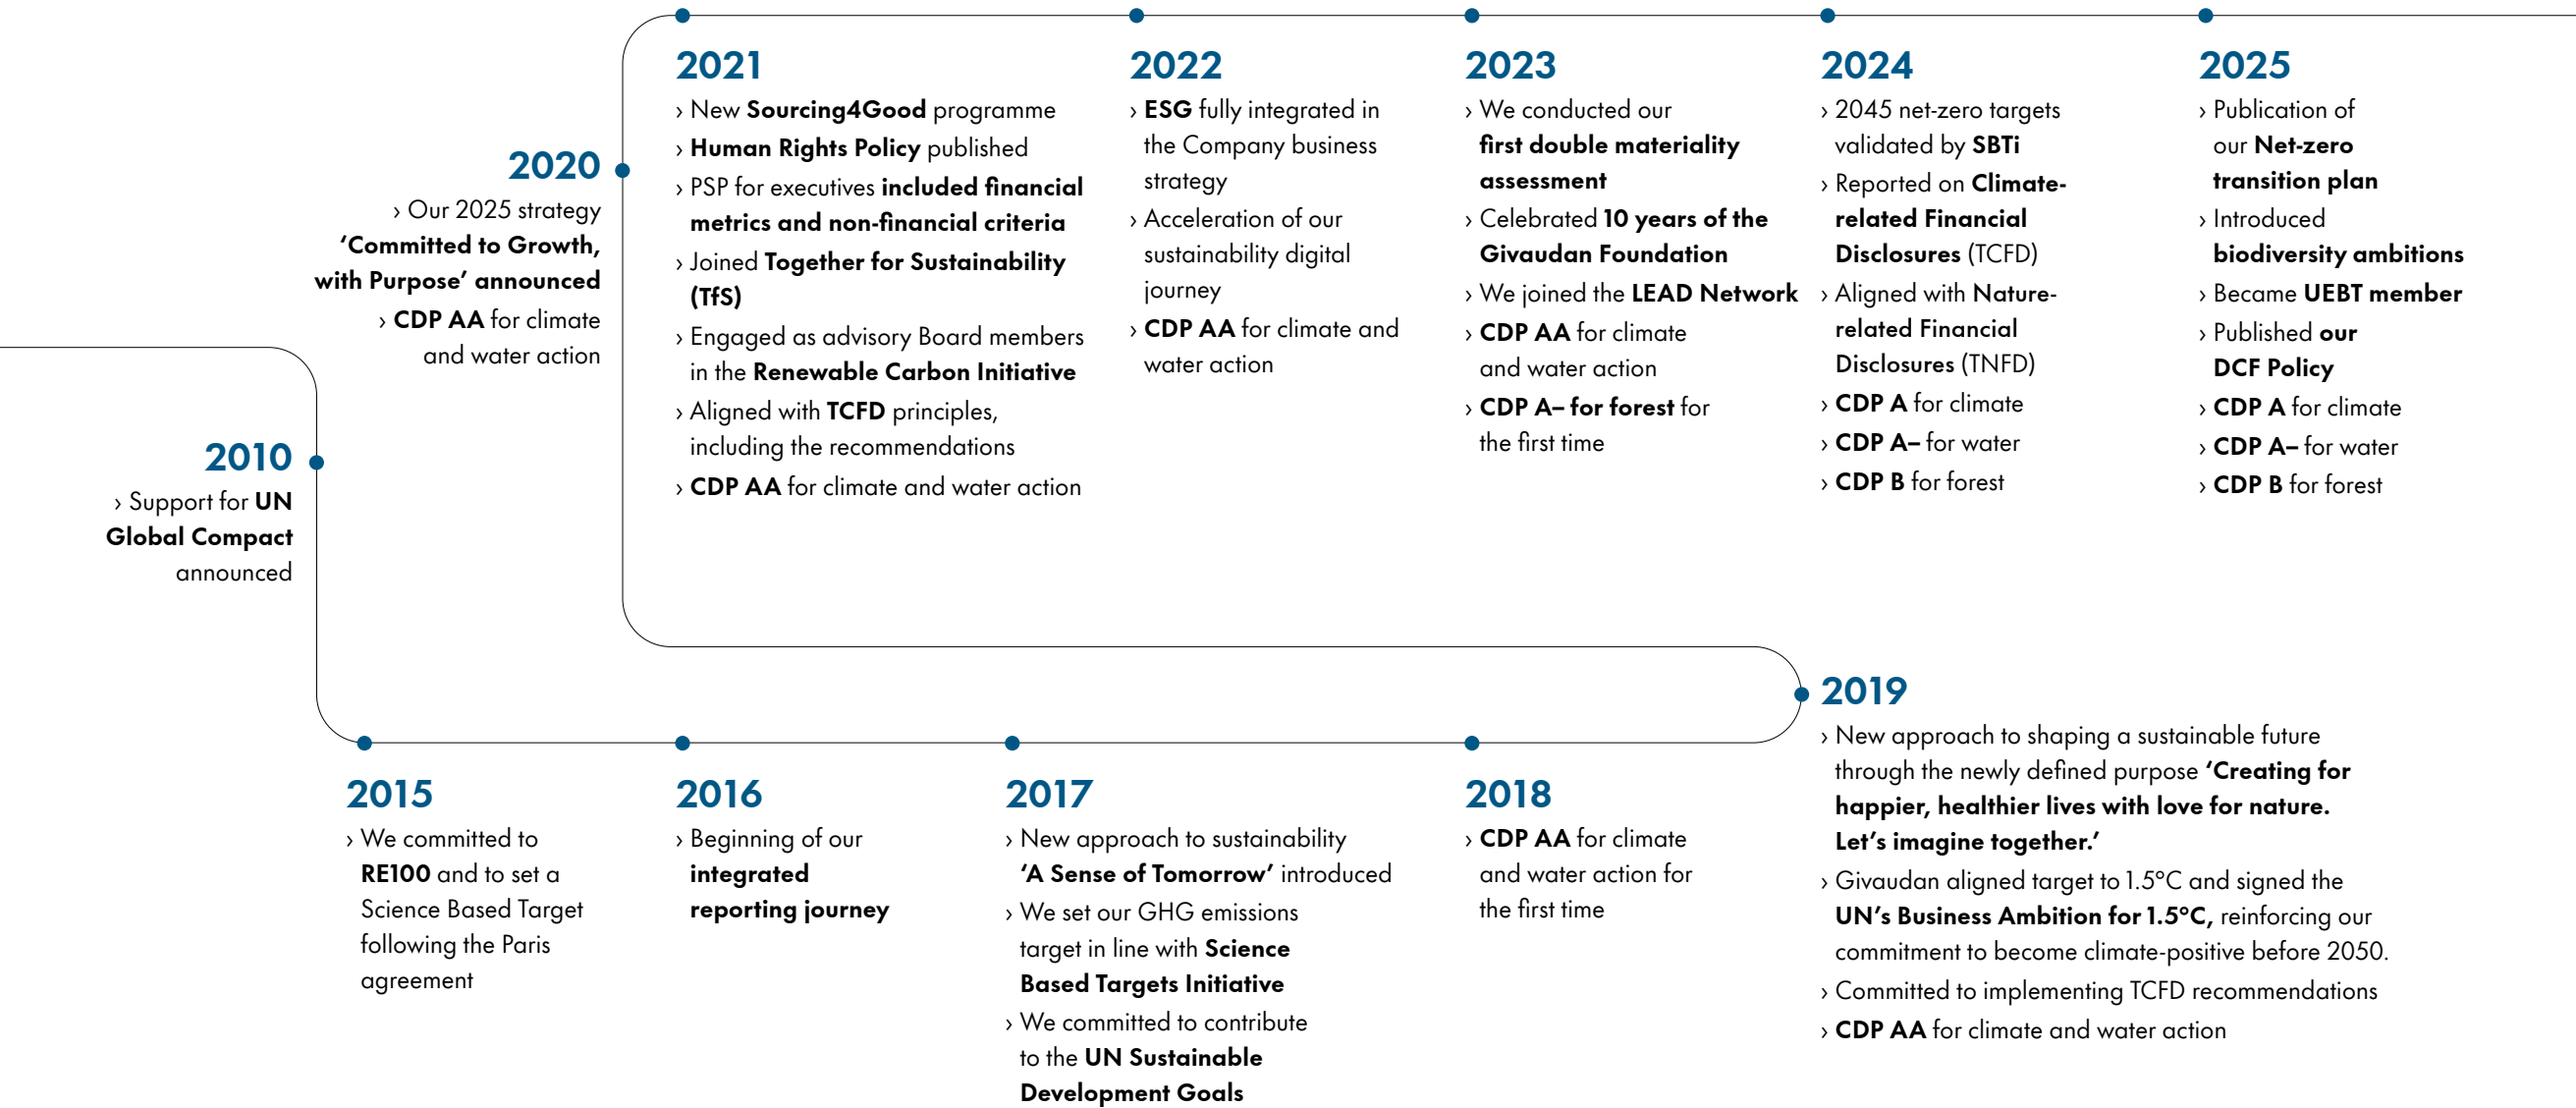 2010
› Support for UN
Global Compact
announced
2015
› We committed to
RE100 and to set a
Science Based Target
following the Paris
agreement
2016
› Beginning of our
integrated
reporting journey
2017
› New approach to sustainability
‘A Sense of Tomorrow’ introduced
› We set our GHG emissions
target in line with Science
Based Targets Initiative
› We committed to contribute
to the UN Sustainable
Development Goals
2018
› CDP AA for climate
and water action for
the first time
2019
› New approach to shaping a sustainable future
through the newly defined purpose ‘Creating for
happier, healthier lives with love for nature.
Let’s imagine together.’
› Givaudan aligned target to 1.5°C and signed the
UN’s Business Ambition for 1.5°C, reinforcing our
commitment to become climate-positive before 2050.
› Committed to implementing TCFD recommendations
› CDP AA for climate and water action
2020
› Our 2025 strategy
‘Committed to Growth,
with Purpose’ announced
› CDP AA for climate
and water action
2021
› New Sourcing4Good programme
› Human Rights Policy published
› PSP for executives included financial
metrics and non-financial criteria
› Joined Together for Sustainability
(TfS)
› Engaged as advisory Board members
in the Renewable Carbon Initiative
› Aligned with TCFD principles,
including the recommendations
› CDP AA for climate and water action
2022
› ESG fully integrated in
the Company business
strategy
› Acceleration of our
sustainability digital
journey
› CDP AA for climate and
water action
2023
› We conducted our
first double materiality
assessment
› Celebrated 10 years of the
Givaudan Foundation
› We joined the LEAD Network
› CDP AA for climate
and water action
› CDP A– for forest for
the first time
2024
› 2045 net-zero targets
validated by SBTi
› Reported on Climate-
related Financial
Disclosures (TCFD)
› Aligned with Nature-
related Financial
Disclosures (TNFD)
› CDP A for climate
› CDP A– for water
› CDP B for forest
2025
› Publication of
our Net-zero
transition plan
› Introduced
biodiversity ambitions
› Became UEBT member
› Published our
DCF Policy
› CDP A for climate
› CDP A– for water
› CDP B for forest